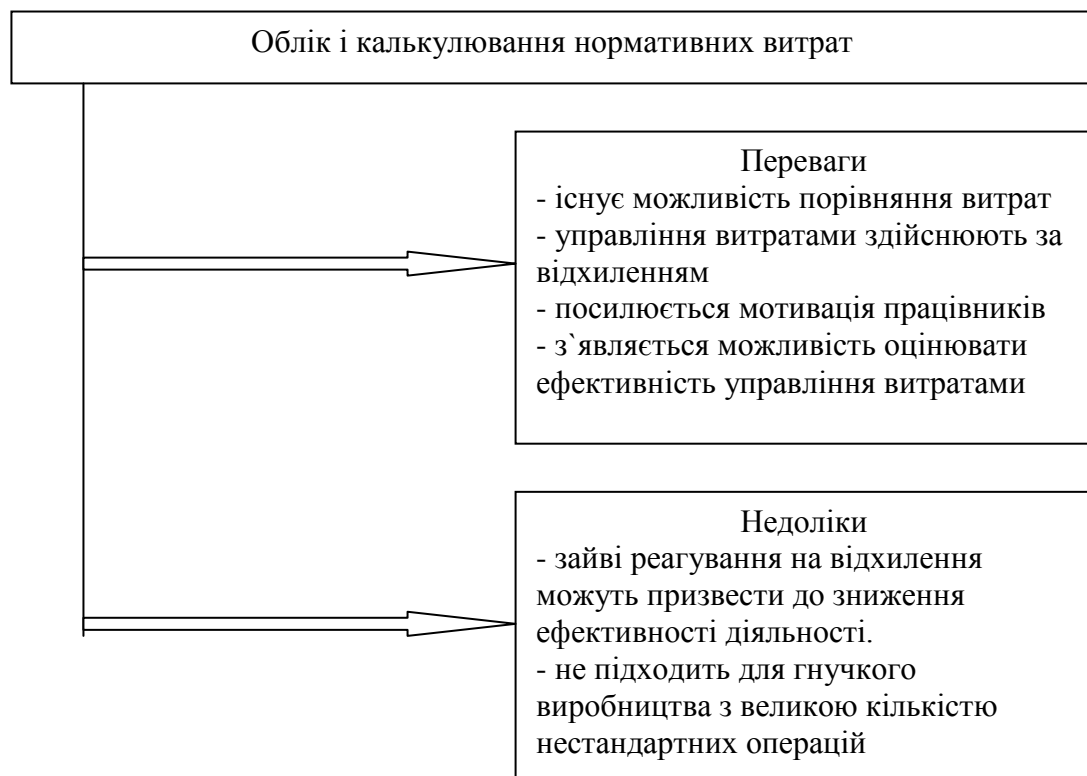 Облік і калькулювання нормативних витрат
Переваги
- існує можливість порівняння витрат
- управління витратами здійснюють за
відхиленням
- посилюється мотивація працівників
- з`являється можливість оцінювати
ефективність управління витратами
Недоліки
- зайві реагування на відхилення
можуть призвести до зниження
ефективності діяльності.
- не підходить для гнучкого
виробництва з великою кількістю
нестандартних операцій